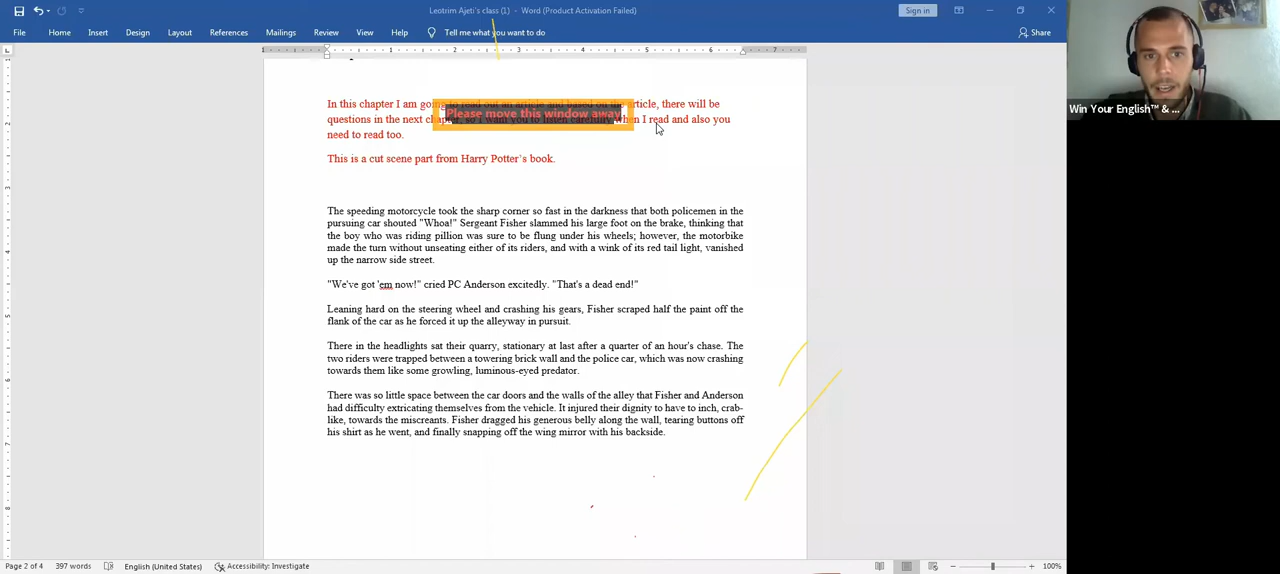 Leotrim Ajeti's class (1) - Word (Product Activation Failed)
Sign in
File Home Insert Design Layout References Mailings Review View Help Tell me what you want to do Share
1 1 2 3 4 5 6 7
In this chapter I am going to read out an article and based on the article, there will be
Please move this window away
questions in the next chapter, so I want you to listen carefully when I read and also you
need to read too.
This is a cut scene part from Harry Potter`s book.
The speeding motorcycle took the sharp corner so fast in the darkness that both policemen in the
pursuing car shouted "Whoa!" Sergeant Fisher slammed his large foot on the brake, thinking that
the boy who was riding pillion was sure to be flung under his wheels; however, the motorbike
made the turn without unseating either of its riders, and with a wink of its red tail light, vanished
up the narrow side street.
"We've got 'em now!" cried PC Anderson excitedly. "That's a dead end!"
Leaning hard on the steering wheel and crashing his gears, Fisher scraped half the paint off the
flank of the car as he forced it up the alleyway in pursuit.
There in the headlights sat their quarry, stationary at last after a quarter of an hour's chase. The
two riders were trapped between a towering brick wall and the police car, which was now crashing
towards them like some growling, luminous-eyed predator.
There was so little space between the car doors and the walls of the alley that Fisher and Anderson
had difficulty extricating themselves from the vehicle. It injured their dignity to have to inch, crab-
like, towards the miscreants. Fisher dragged his generous belly along the wall, tearing buttons off
his shirt as he went, and finally snapping off the wing mirror with his backside.
Win Your English™ & ...
Page 2 of 4 397 words English (United States) Accessibility: Investigate 100%